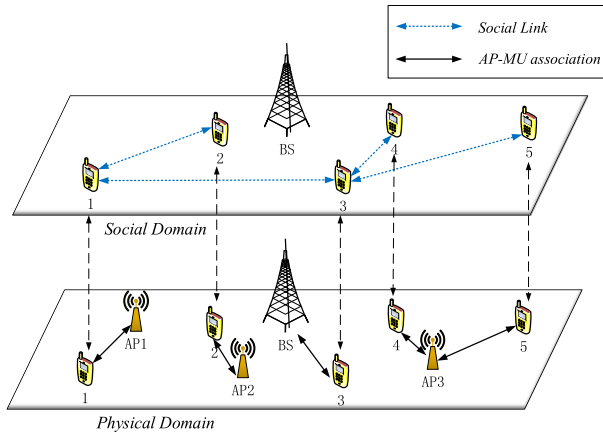 Social Link
AP-MU association
BS
4
5
2
1
3
Social Domain
AP1
2
BS
4
5
AP2
AP3
1
3
Physical Domain